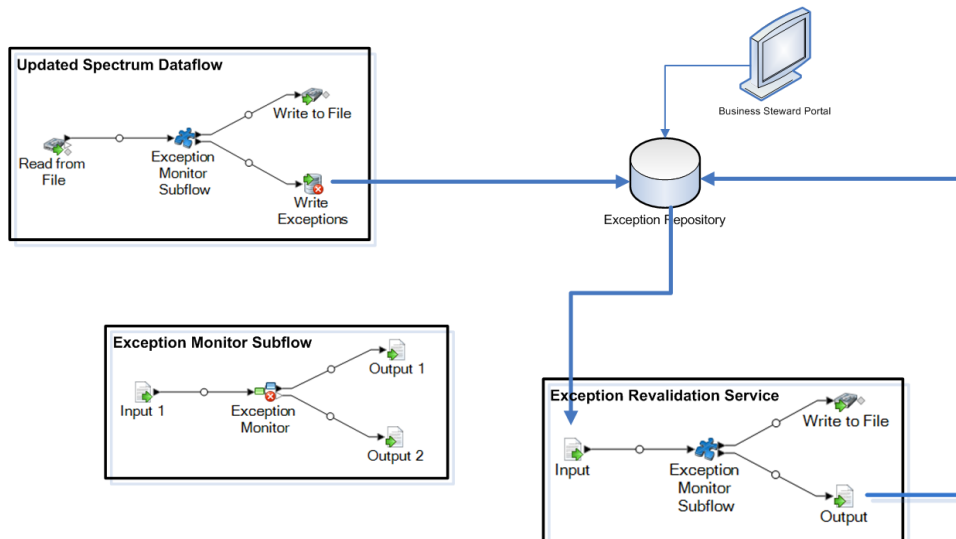 Updated Spectrum Dataflow
Write to File
Read from
File
Exception
Monitor
Subflow
Write
Exceptions
Business Steward Portal
Exception Repository
Exception Monitor Subflow
Input 1
Exception
Monitor
Output 1
Output 2
Exception Revalidation Service
Write to File
Input
Exception
Monitor
Subflow
Output